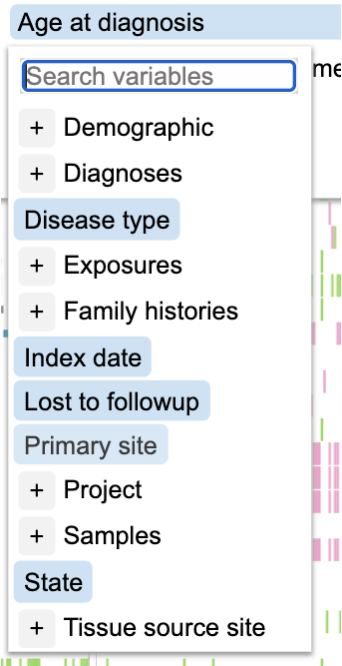 Age at diagnosis
Search variables
me
+ Demographic
+ Diagnoses
Disease type
+ Exposures
+ Family histories
Index date
Lost to followup
Primary site
+ Project
+ Samples
State
+ Tissue source site